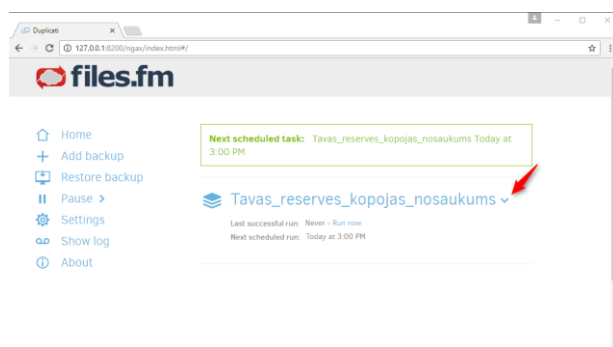 Duplicati
127.0.0.1:8200/ngax/index.html#/
files.fm
Home
Add backup
Restore backup
Pause >
Settings
Show log
About
Next scheduled task: Tavas_reserves_kopojas_nosaukums Today at
3:00 PM
Tavas_reserves_kopojas_nosaukums
Last successful run: Never - Run now
Next scheduled run: Today at 3:00 PM